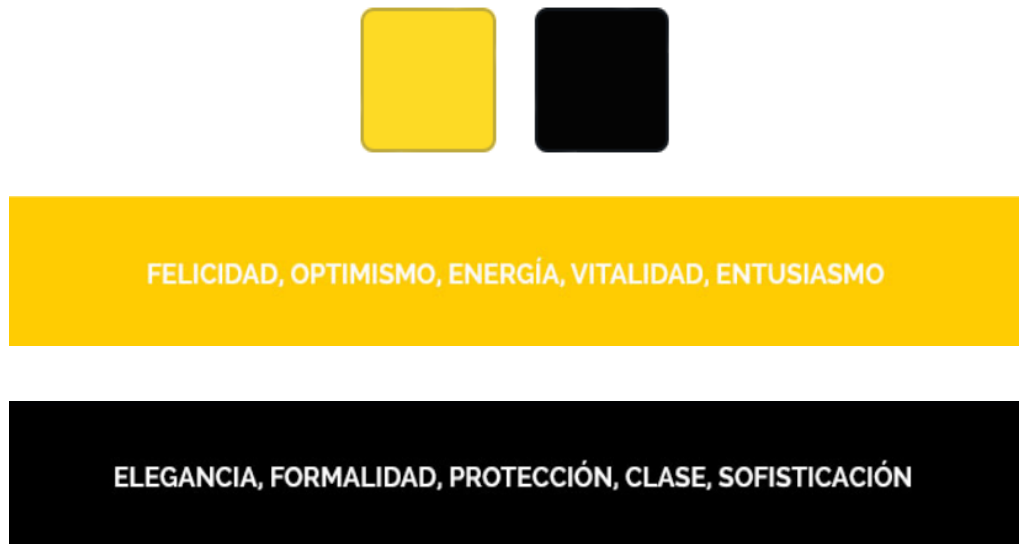 FELICIDAD, OPTIMISMO, ENERGÍA, VITALIDAD, ENTUSIASMO
ELEGANCIA, FORMALIDAD, PROTECCIÓN, CLASE, SOFISTICACIÓN